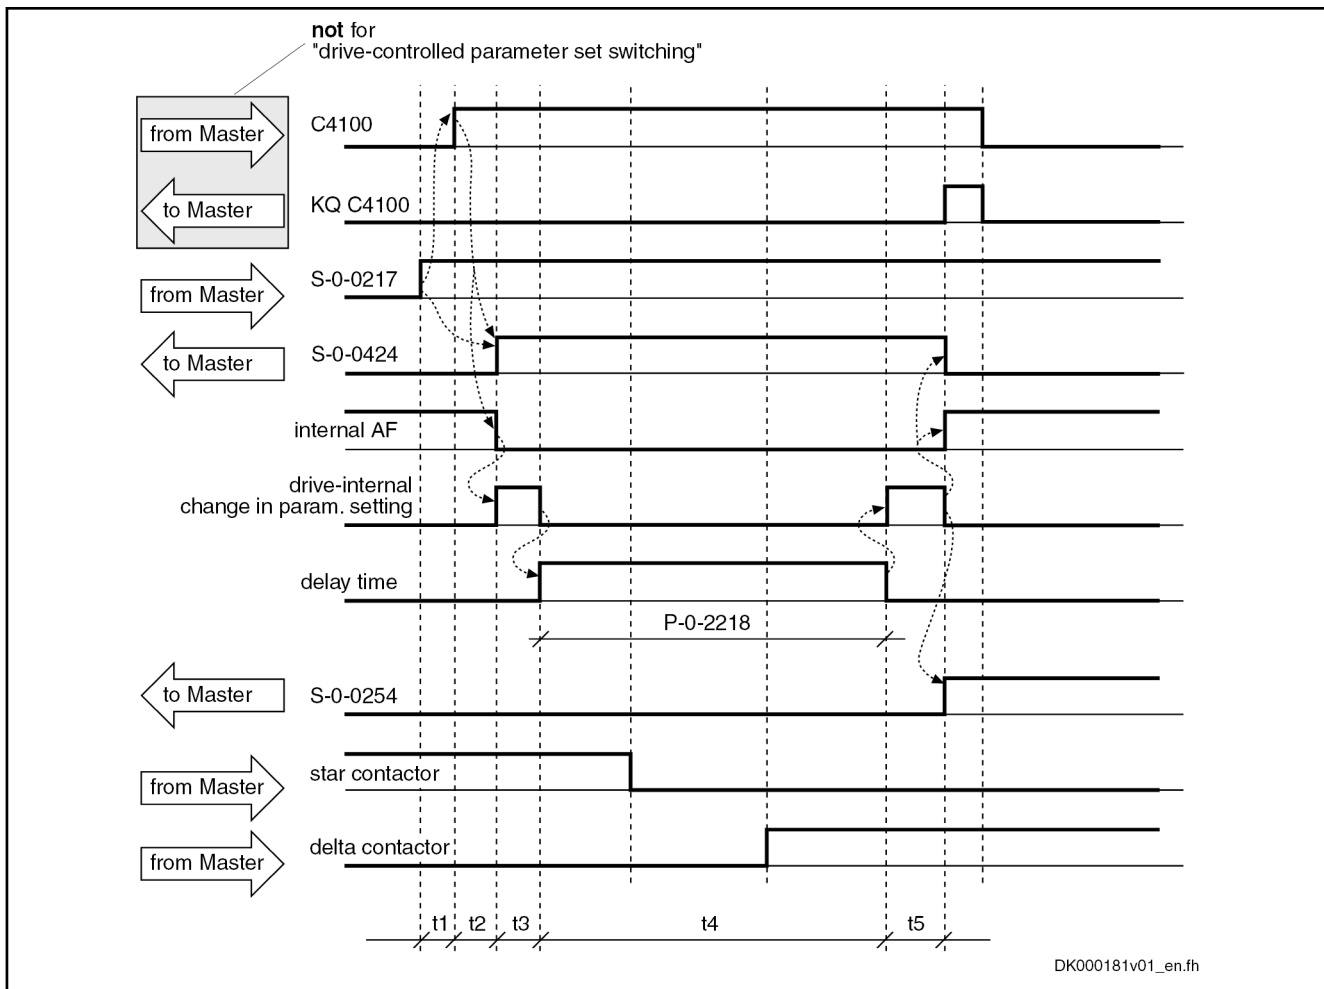 not for
"drive-controlled parameter set switching"
from Master
C4100
to Master
KQ C4100
from Master
S-0-0217
to Master
S-0-0424
internal AF
drive-internal
change in param. setting
delay time
P-0-2218
to Master
S-0-0254
from Master
star contactor
from Master
delta contactor
t1 t2 t3 t4 t5
DK000181v01_en.fh